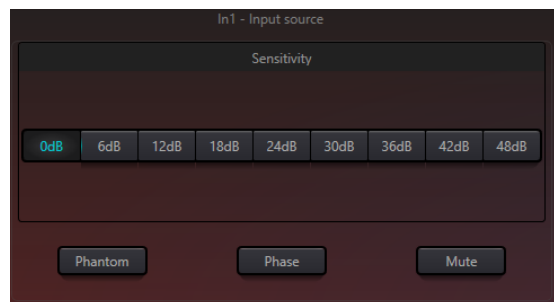 In1 - Input source
Sensitivity
0dB 6dB 12dB 18dB 24dB 30dB 36dB 42dB 48dB
Phantom Phase Mute